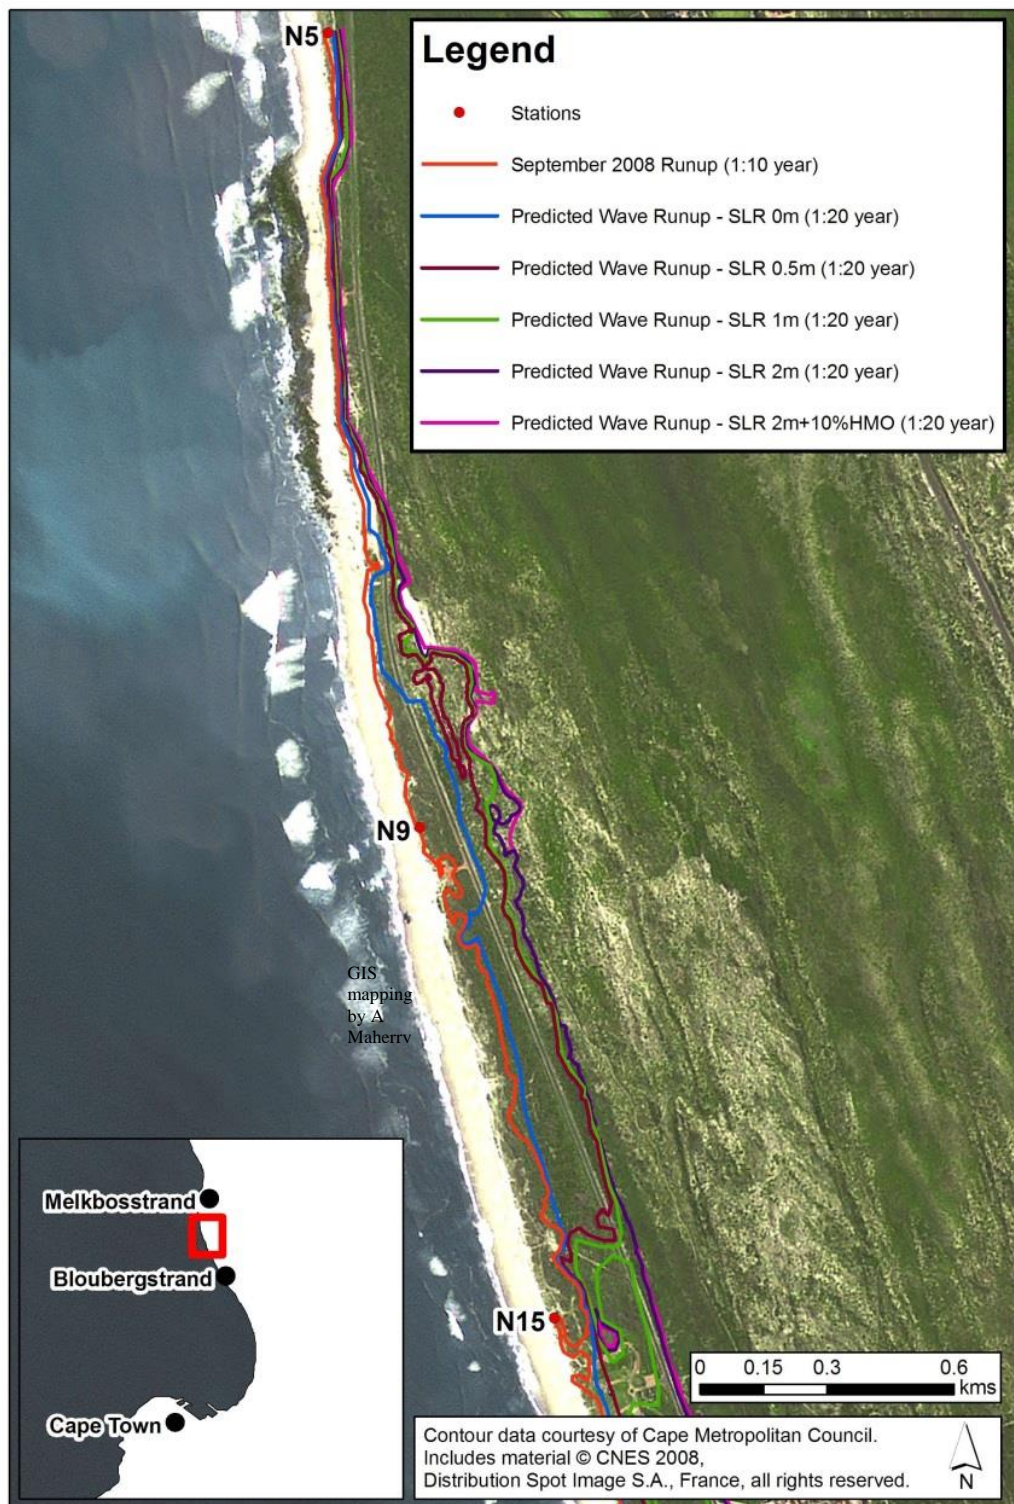 N5
Legend
Stations
September 2008 Runup (1:10 year)
Predicted Wave Runup - SLR 0m (1:20 year)
Predicted Wave Runup - SLR 0.5m (1:20 year)
Predicted Wave Runup - SLR 1m (1:20 year)
Predicted Wave Runup - SLR 2m (1:20 year)
Predicted Wave Runup - SLR 2m+10%HMO (1:20 year)
N9
GIS
mapping
by A
Maherrv
Melkbosstrand
Bloubergstrand
Cape Town
N15
0 0.15 0.3 0.6
kms
Contour data courtesy of Cape Metropolitan Council.
Includes material © CNES 2008,
Distribution Spot Image S.A., France, all rights reserved.
N